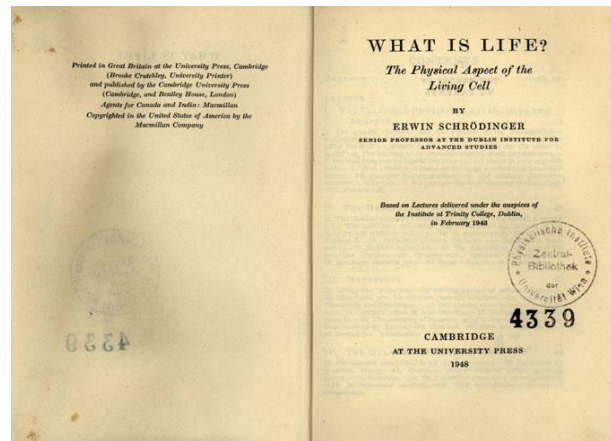 Printed in Great Britain at the University Press, Cambridge
(Brooke Crutchley, University Printer)
and published by the Cambridge University Press
(Cambridge, and Bentley House, London)
Agents for Canada and India: Macmillan
Copyrighted in the United States of America by the
Macmillan Company
WHAT IS LIFE?
The Physical Aspect of the
Living Cell
BY
ERWIN SCHRÖDINGER
SENIOR PROFESSOR AT THE DUBLIN INSTITUTE FOR
ADVANCED STUDIES
Based on Lectures delivered under the auspices of
the Institute at Trinity College, Dublin,
in February 1943
Physikalische Institute
Zentral-
Bibliothek
der
Universität Wien
4339
CAMBRIDGE
AT THE UNIVERSITY PRESS
1948